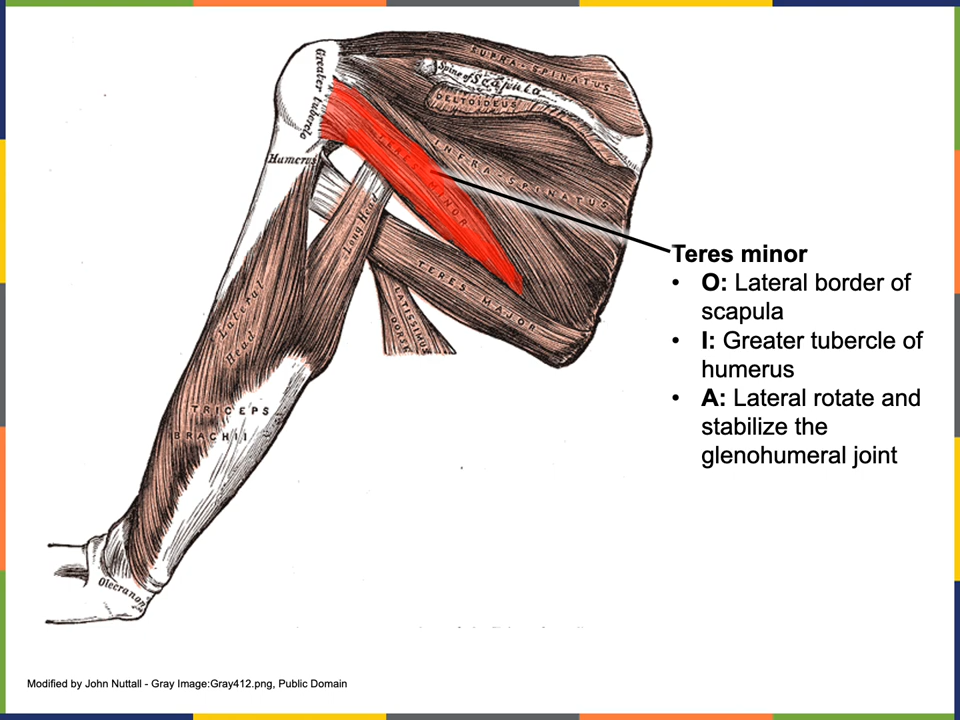 Greater tubercle
SUPRA-SPINATUS
Spine of Scapula
DELTOIDEUS
Humerus
TERES MINOR
INFRA-SPINATUS
Long Head
TERES MAJOR
LATISSIMUS
DORSI
Lateral
Head
TRICEPS
BRACHII
Olecranon
Teres minor
• O: Lateral border of
scapula
• I: Greater tubercle of
humerus
• A: Lateral rotate and
stabilize the
glenohumeral joint
Modified by John Nuttall - Gray Image:Gray412.png, Public Domain